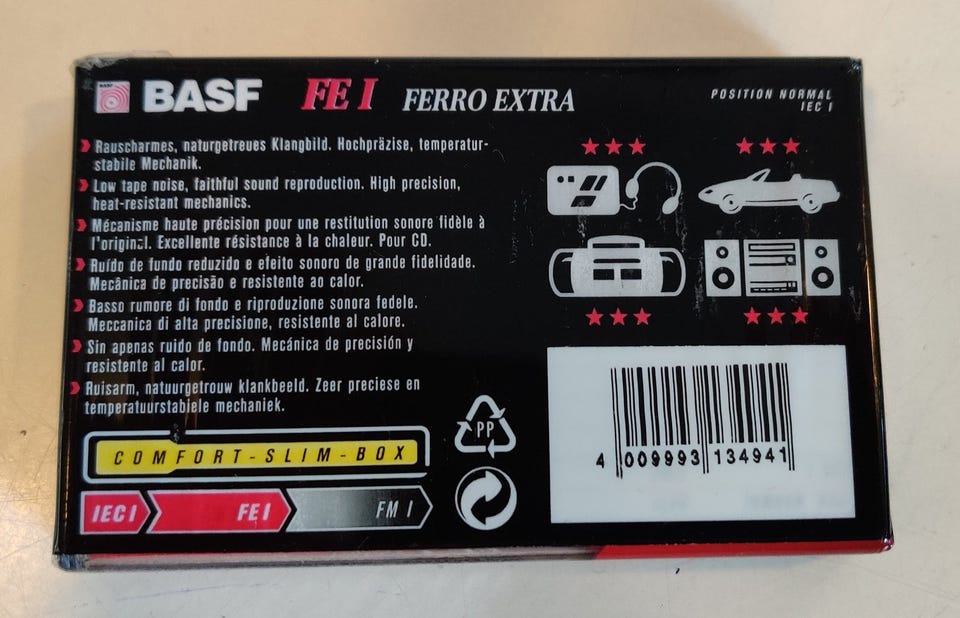 BASF FE I FERRO EXTRA
POSITION NORMAL
IEC I
Rauscharmes, naturgetreues Klangbild. Hochpräzise, temperatur-
stabile Mechanik.
Low tape noise, faithful sound reproduction. High precision,
heat-resistant mechanics.
Mécanisme haute précision pour une restitution sonore fidèle à
l'original. Excellente résistance à la chaleur. Pour CD.
Ruído de fundo reduzido e efeito sonoro de grande fidelidade.
Mecânica de precisão e resistente ao calor.
Basso rumore di fondo e riproduzione sonora fedele.
Meccanica di alta precisione, resistente al calore.
Sin apenas ruido de fondo. Mecánica de precisión y
resistente al calor.
Ruisarm, natuurgetrouw klankbeeld. Zeer preciese en
temperatuurstabiele mechaniek.
COMFORT-SLIM-BOX
IEC I FE I FM I
PP
4 009993 134941